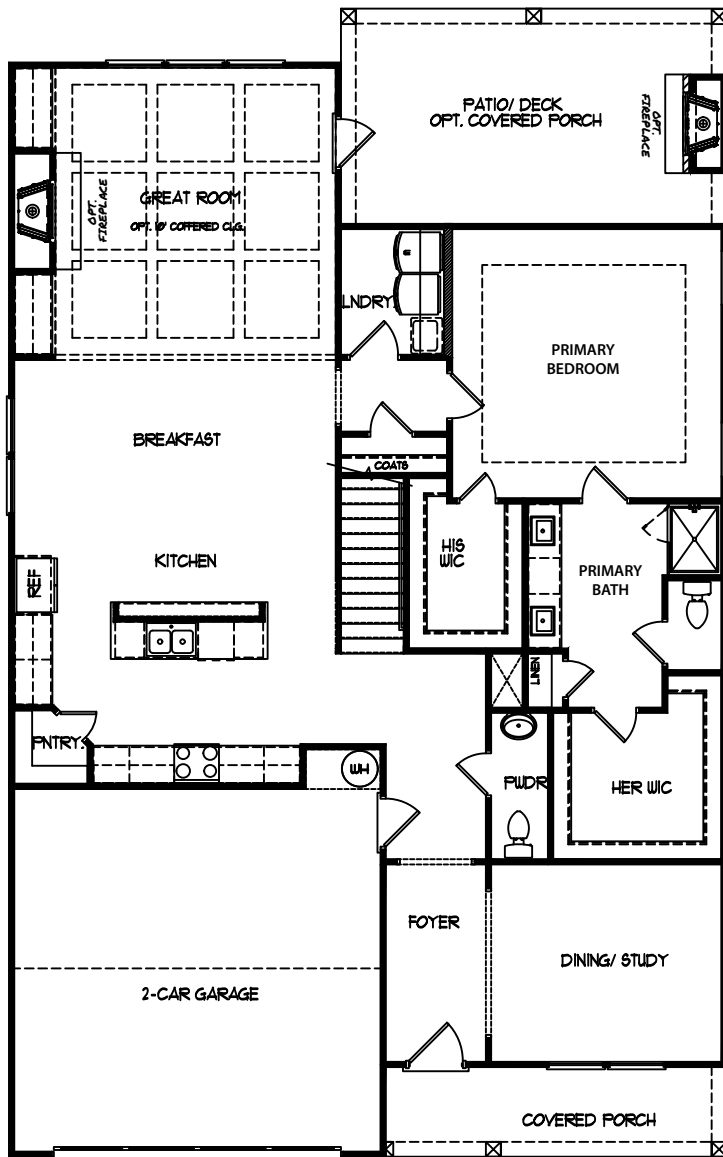 PATIO/ DECK
OPT. COVERED PORCH
OPT.
FIREPLACE
GREAT ROOM
OPT. 10' COFFERED CLG.
OPT.
FIREPLACE
LNDRY.
PRIMARY
BEDROOM
BREAKFAST
COATS
KITCHEN
HIS
WIC
PRIMARY
BATH
REF
LINEN
PNTRY.
WH
PWDR
HER WIC
FOYER
DINING/ STUDY
2-CAR GARAGE
COVERED PORCH